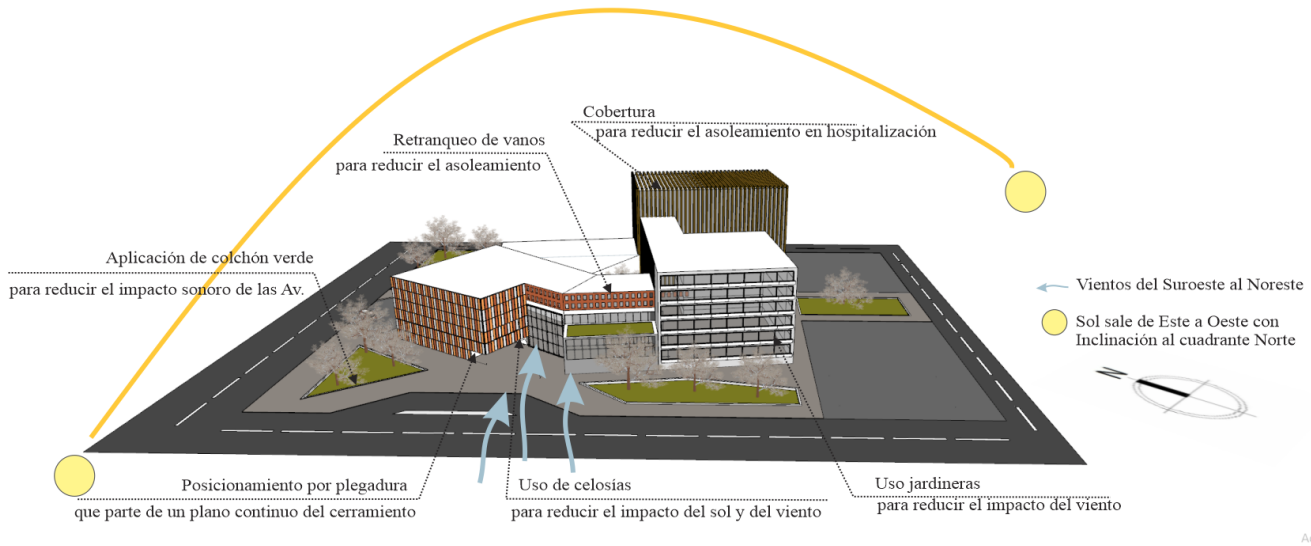 Cobertura
para reducir el asoleamiento en hospitalización
Retranqueo de vanos
para reducir el asoleamiento
Aplicación de colchón verde
para reducir el impacto sonoro de las Av.
Vientos del Suroeste al Noreste
Sol sale de Este a Oeste con
Inclinación al cuadrante Norte
N
Posicionamiento por plegadura
que parte de un plano continuo del cerramiento
Uso de celosías
para reducir el impacto del sol y del viento
Uso jardineras
para reducir el impacto del viento